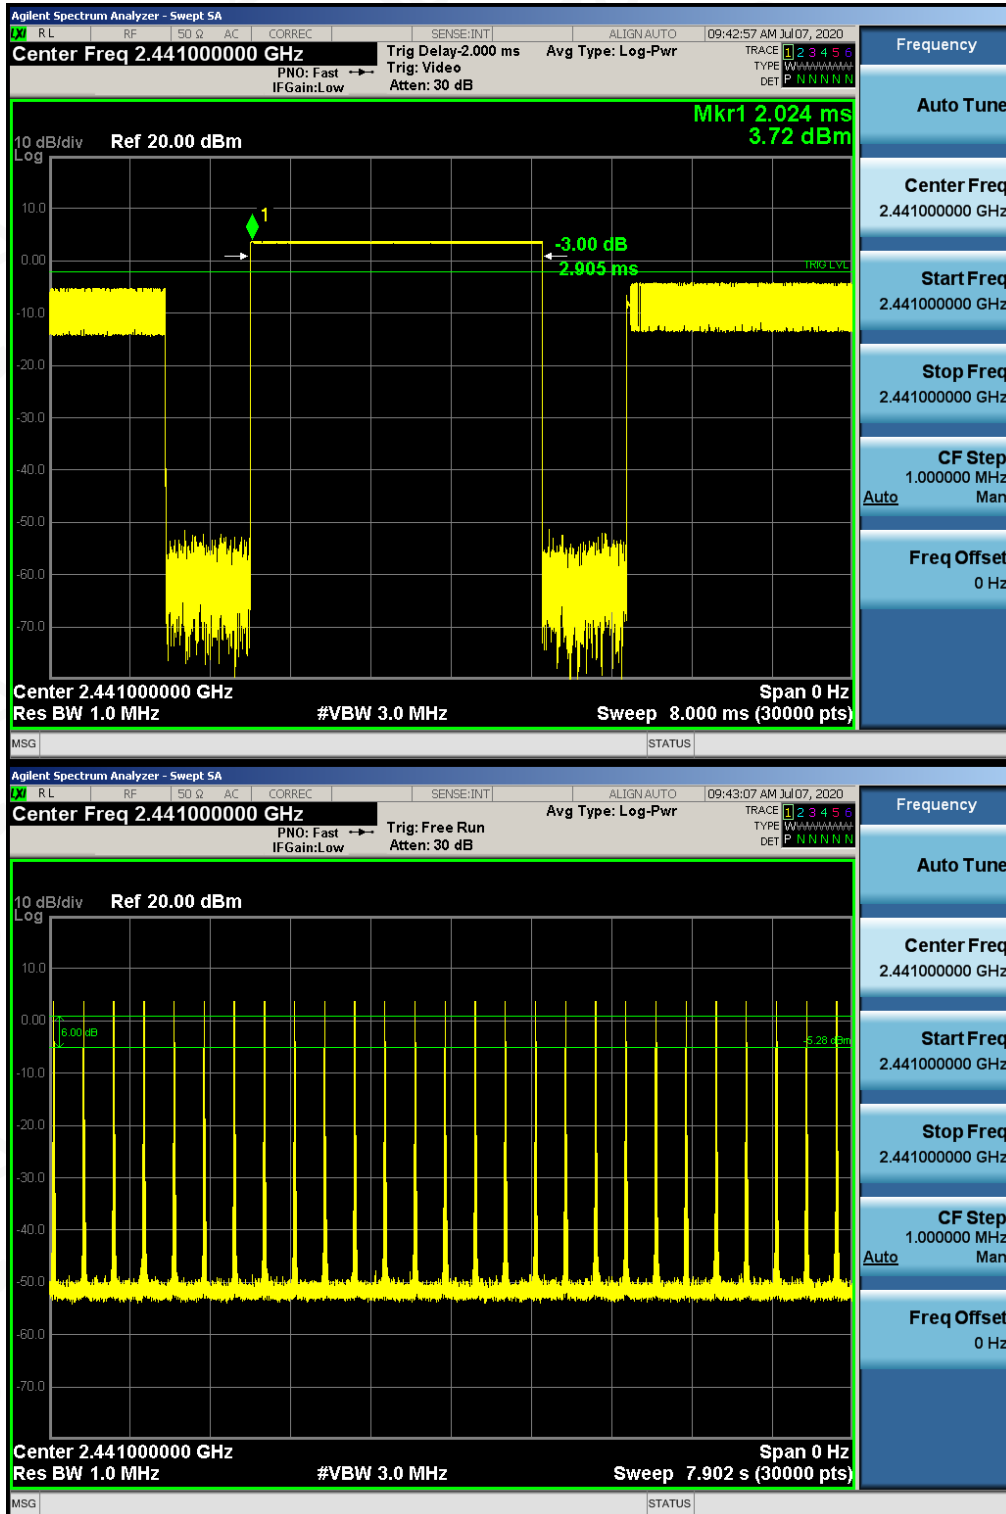 Agilent Spectrum Analyzer - Swept SA
LXI RL RF 50 Ω AC CORREC SENSE:INT ALIGN AUTO 09:42:57 AM Jul 07, 2020
Center Freq 2.441000000 GHz
Trig Delay-2.000 ms Avg Type: Log-Pwr TRACE 1 2 3 4 5 6
PNO: Fast Trig: Video TYPE WWWWWW
IFGain:Low Atten: 30 dB DET P N N N N N
Frequency
Mkr1 2.024 ms
3.72 dBm
10 dB/div Ref 20.00 dBm
Log
10.0
0.00
-10.0
-20.0
-30.0
-40.0
-50.0
-60.0
-70.0
1
-3.00 dB
2.905 ms
TRIG LVL
Center 2.441000000 GHz Span 0 Hz
Res BW 1.0 MHz #VBW 3.0 MHz Sweep 8.000 ms (30000 pts)
MSG STATUS
Auto Tune
Center Freq
2.441000000 GHz
Start Freq
2.441000000 GHz
Stop Freq
2.441000000 GHz
CF Step
1.000000 MHz
Auto Man
Freq Offset
0 Hz
Agilent Spectrum Analyzer - Swept SA
LXI RL RF 50 Ω AC CORREC SENSE:INT ALIGN AUTO 09:43:07 AM Jul 07, 2020
Center Freq 2.441000000 GHz
Avg Type: Log-Pwr TRACE 1 2 3 4 5 6
PNO: Fast Trig: Free Run TYPE WWWWWW
IFGain:Low Atten: 30 dB DET P N N N N N
Frequency
10 dB/div Ref 20.00 dBm
Log
10.0
0.00
-10.0
-20.0
-30.0
-40.0
-50.0
-60.0
-70.0
6.00 dB
-5.28 dBm
Center 2.441000000 GHz Span 0 Hz
Res BW 1.0 MHz #VBW 3.0 MHz Sweep 7.902 s (30000 pts)
MSG STATUS
Auto Tune
Center Freq
2.441000000 GHz
Start Freq
2.441000000 GHz
Stop Freq
2.441000000 GHz
CF Step
1.000000 MHz
Auto Man
Freq Offset
0 Hz